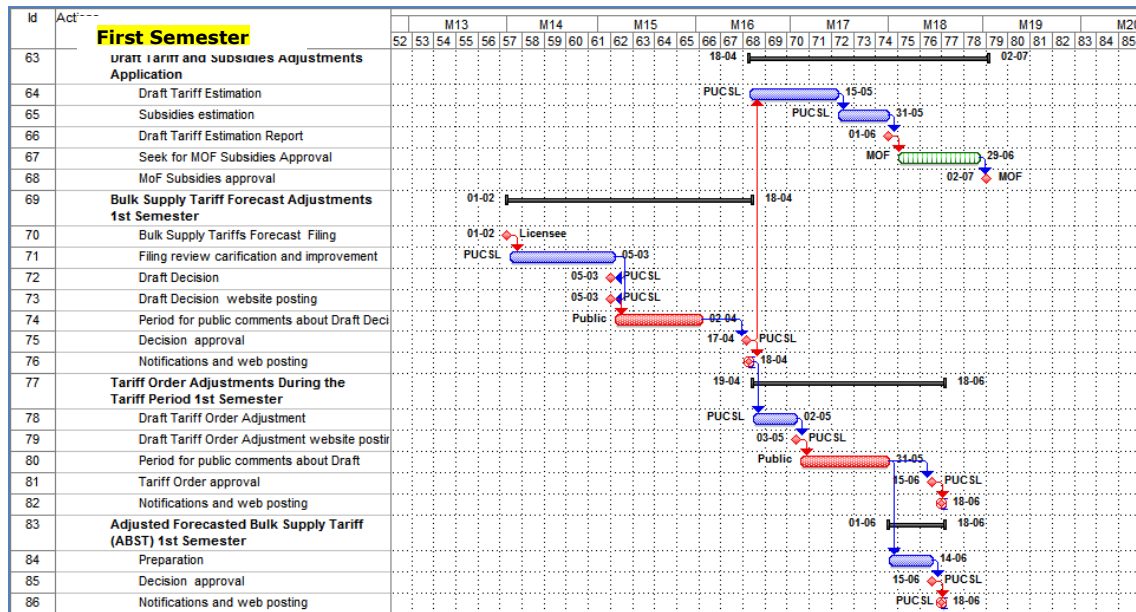 Id Actions M13 M14 M15 M16 M17 M18 M19 M20
First Semester
52 53 54 55 56 57 58 59 60 61 62 63 64 65 66 67 68 69 70 71 72 73 74 75 76 77 78 79 80 81 82 83 84 85
63 Draft Tariff and Subsidies Adjustments 18-04 02-07
Application
64 Draft Tariff Estimation PUCSL 15-05
65 Subsidies estimation PUCSL 31-05
66 Draft Tariff Estimation Report 01-06
67 Seek for MOF Subsidies Approval MOF 29-06
68 MoF Subsidies approval 02-07 MOF
69 Bulk Supply Tariff Forecast Adjustments 01-02 18-04
1st Semester
70 Bulk Supply Tariffs Forecast Filing 01-02 Licensee
71 Filing review carification and improvement PUCSL 05-03
72 Draft Decision 05-03 PUCSL
73 Draft Decision website posting 05-03 PUCSL
74 Period for public comments about Draft Deci Public 02-04
75 Decision approval 17-04 PUCSL
76 Notifications and web posting 18-04
77 Tariff Order Adjustments During the 19-04 18-06
Tariff Period 1st Semester
78 Draft Tariff Order Adjustment PUCSL 02-05
79 Draft Tariff Order Adjustment website postin 03-05 PUCSL
80 Period for public comments about Draft Public 31-05
81 Tariff Order approval 15-06 PUCSL
82 Notifications and web posting 18-06
83 Adjusted Forecasted Bulk Supply Tariff 01-06 18-06
(ABST) 1st Semester
84 Preparation 14-06
85 Decision approval 15-06 PUCSL
86 Notifications and web posting PUCSL 18-06